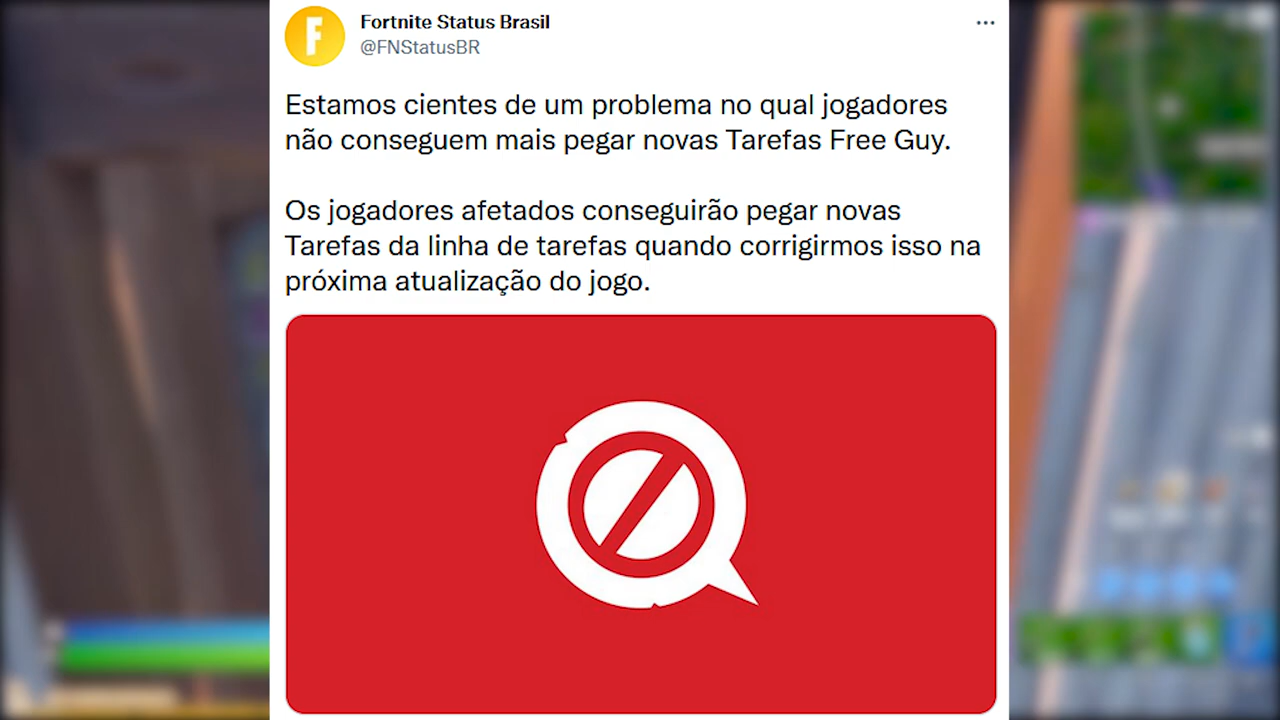 F
Fortnite Status Brasil
@FNStatusBR
Estamos cientes de um problema no qual jogadores
não conseguem mais pegar novas Tarefas Free Guy.
Os jogadores afetados conseguirão pegar novas
Tarefas da linha de tarefas quando corrigirmos isso na
próxima atualização do jogo.